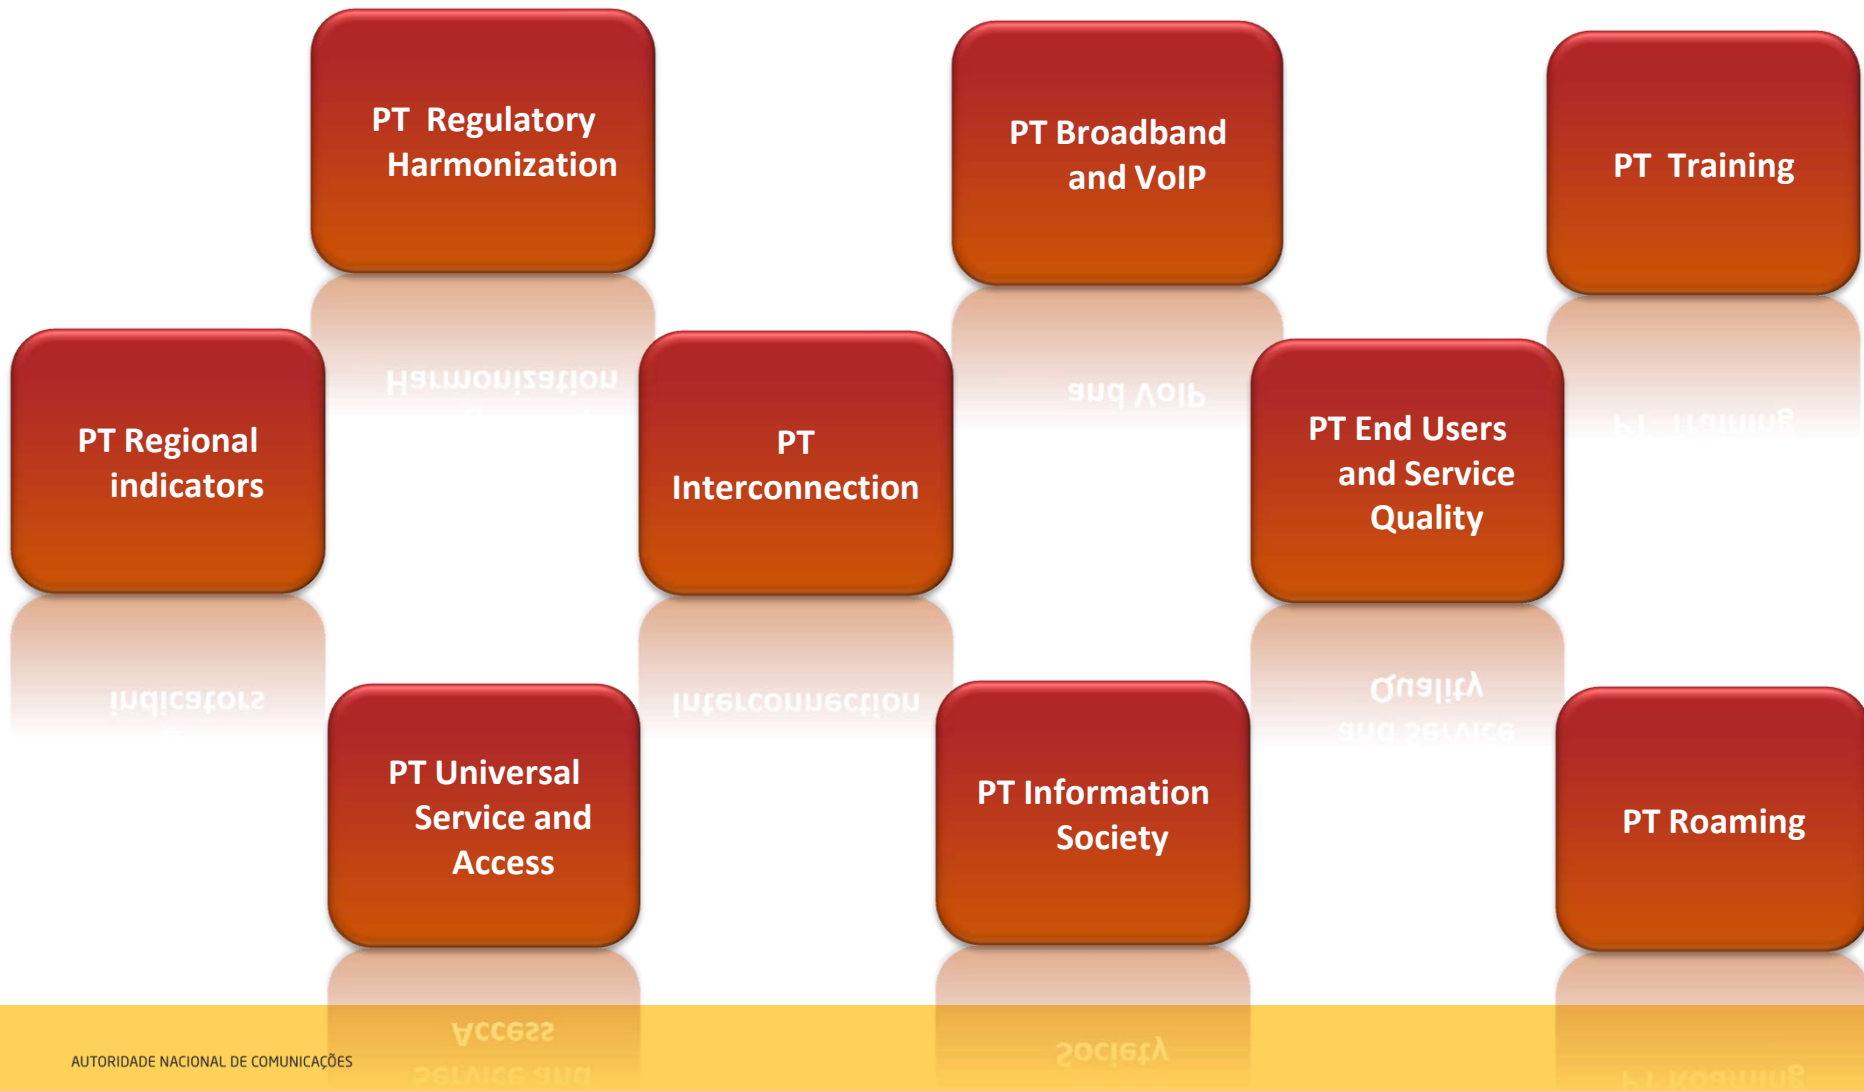 PT Regulatory
Harmonization
PT Broadband
and VoIP
PT Training
PT Regional
indicators
PT
Interconnection
PT End Users
and Service
Quality
PT Universal
Service and
Access
PT Information
Society
PT Roaming
AUTORIDADE NACIONAL DE COMUNICAÇÕES